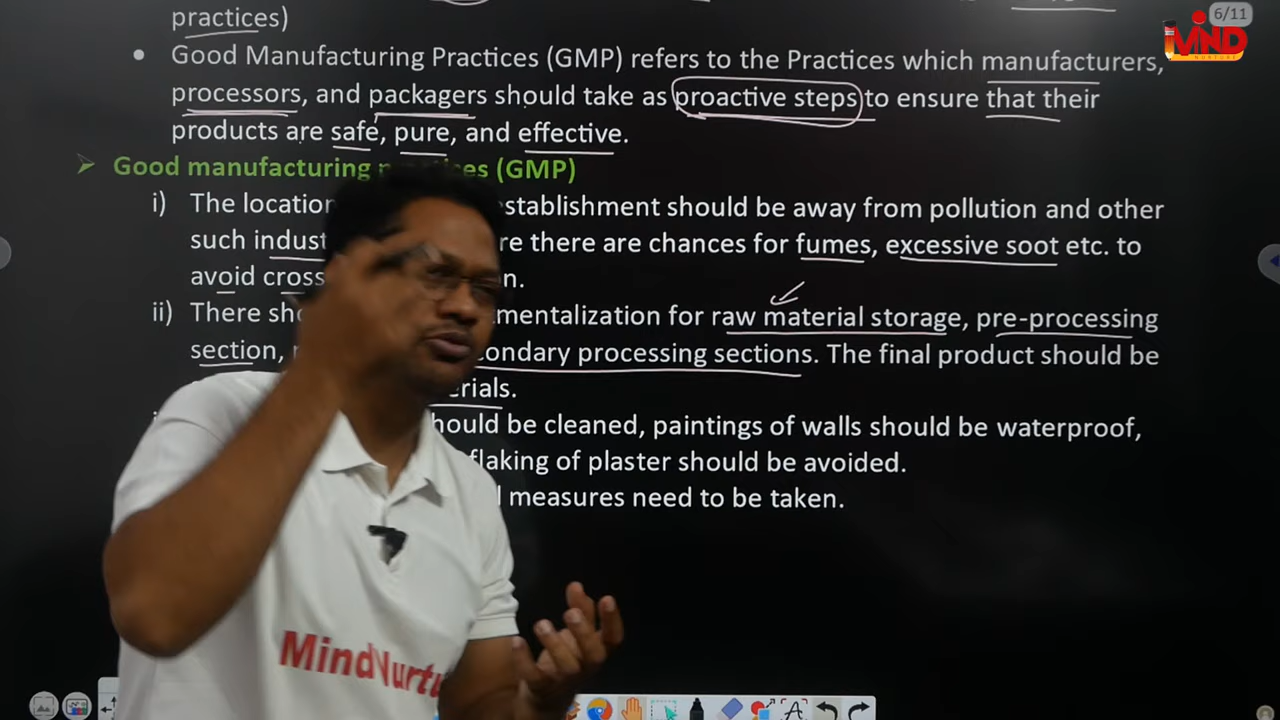 practices)
6/11
MIND
NURTURE
• Good Manufacturing Practices (GMP) refers to the Practices which manufacturers,
processors, and packagers should take as proactive steps to ensure that their
products are safe, pure, and effective.
Good manufacturing (GMP)
i) The location stablishment should be away from pollution and other
such indust re there are chances for fumes, excessive soot etc. to
avoid cross n.
ii) There sho mentalization for raw material storage, pre-processing
section, condary processing sections. The final product should be
erials.
hould be cleaned, paintings of walls should be waterproof,
flaking of plaster should be avoided.
measures need to be taken.
MindNurtu